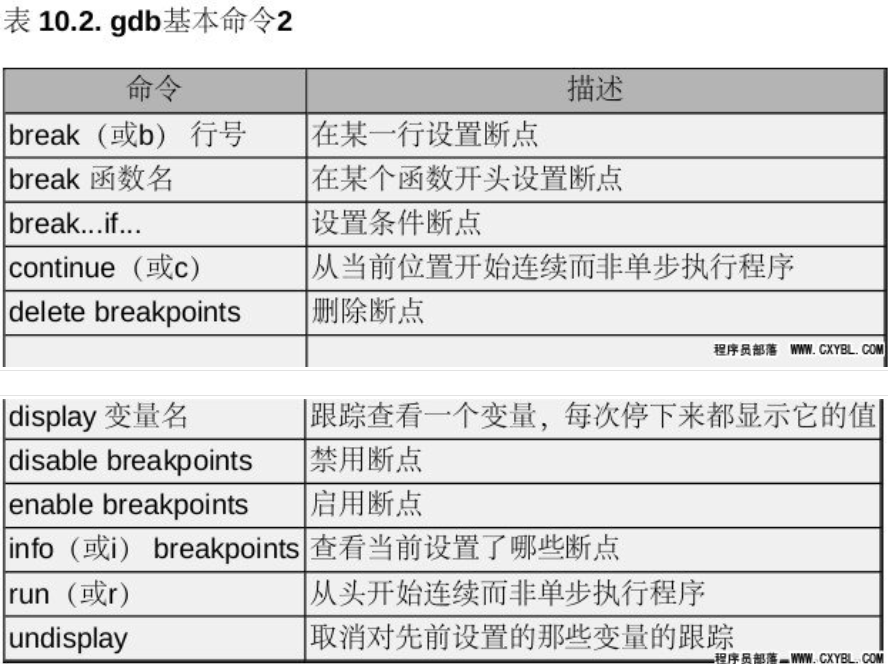 表 10.2. gdb基本命令2
命令 描述
break（或b） 行号 在某一行设置断点
break 函数名 在某个函数开头设置断点
break...if... 设置条件断点
continue（或c） 从当前位置开始连续而非单步执行程序
delete breakpoints 删除断点
程序员部落 WWW.CXYBL.COM
display 变量名 跟踪查看一个变量，每次停下来都显示它的值
disable breakpoints 禁用断点
enable breakpoints 启用断点
info（或i） breakpoints 查看当前设置了哪些断点
run（或r） 从头开始连续而非单步执行程序
undisplay 取消对先前设置的那些变量的跟踪
程序员部落 WWW.CXYBL.COM